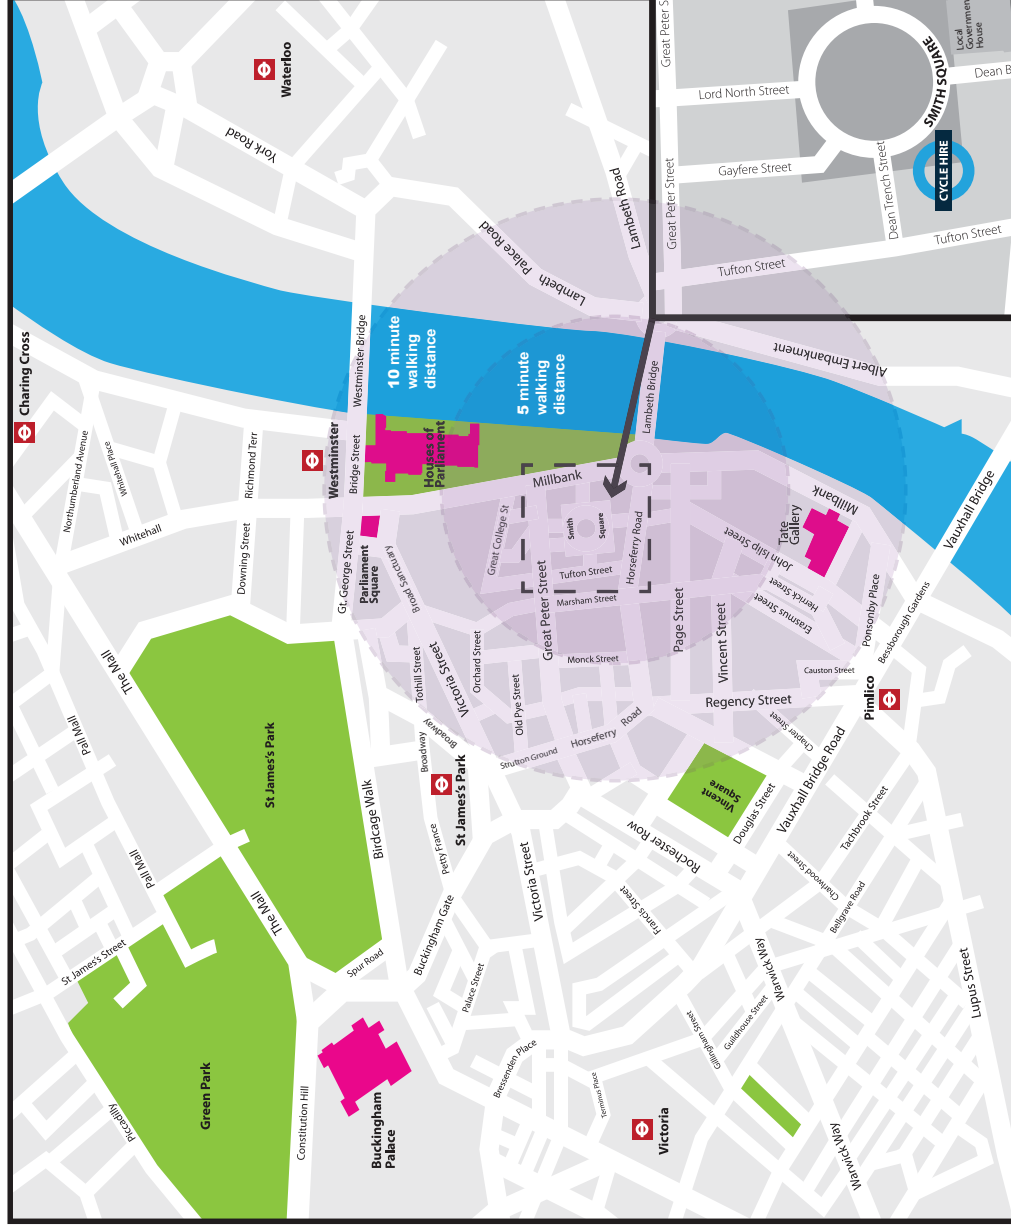 Waterloo
York Road
Charing Cross
Northumberland Avenue
Whitehall Place
Whitehall
Richmond Terr
Downing Street
Westminster
Bridge Street
Westminster Bridge
10 minute
walking
distance
5 minute
walking
distance
Houses of
Parliament
Parliament
Square
Gt. George Street
Broad Sanctuary
Great College St
Millbank
Smith
Square
Tufton Street
Horseferry Road
Marsham Street
Great Peter Street
Monck Street
Page Street
Vincent Street
Lambeth Bridge
Lambeth
Palace Road
Lambeth Road
Albert Embankment
Millbank
Tate
Gallery
John Islip Street
Herrick Street
Erasmus Street
Ponsonby Place
Causton Street
Bessborough Gardens
Vauxhall Bridge
Pimlico
Regency Street
Chapter Street
Vauxhall Bridge Road
Tachbrook Street
Charlwood Street
Bellgrave Road
Douglas Street
Vincent
Square
Rochester Row
Francis Street
Horseferry
Road
Strutton Ground
Old Pye Street
Orchard Street
Victoria Street
Tothill Street
Broadway
Broadway
St James's Park
Petty France
Birdcage Walk
St James's Park
The Mall
Pall Mall
Pall Mall
The Mall
St James's Street
Spur Road
Buckingham Gate
Palace Street
Victoria Street
Green Park
Piccadilly
Constitution Hill
Buckingham
Palace
Bressenden Place
Terminus Place
Victoria
Gillingham Street
Guildhouse Street
Warwick Way
Warwick Way
Lupus Street
Great Peter S
Great Peter Street
Lord North Street
Gayfere Street
Dean Trench Street
SMITH SQUARE
Local
Governmen
House
Dean B
CYCLE HIRE
Tufton Street
Tufton Street